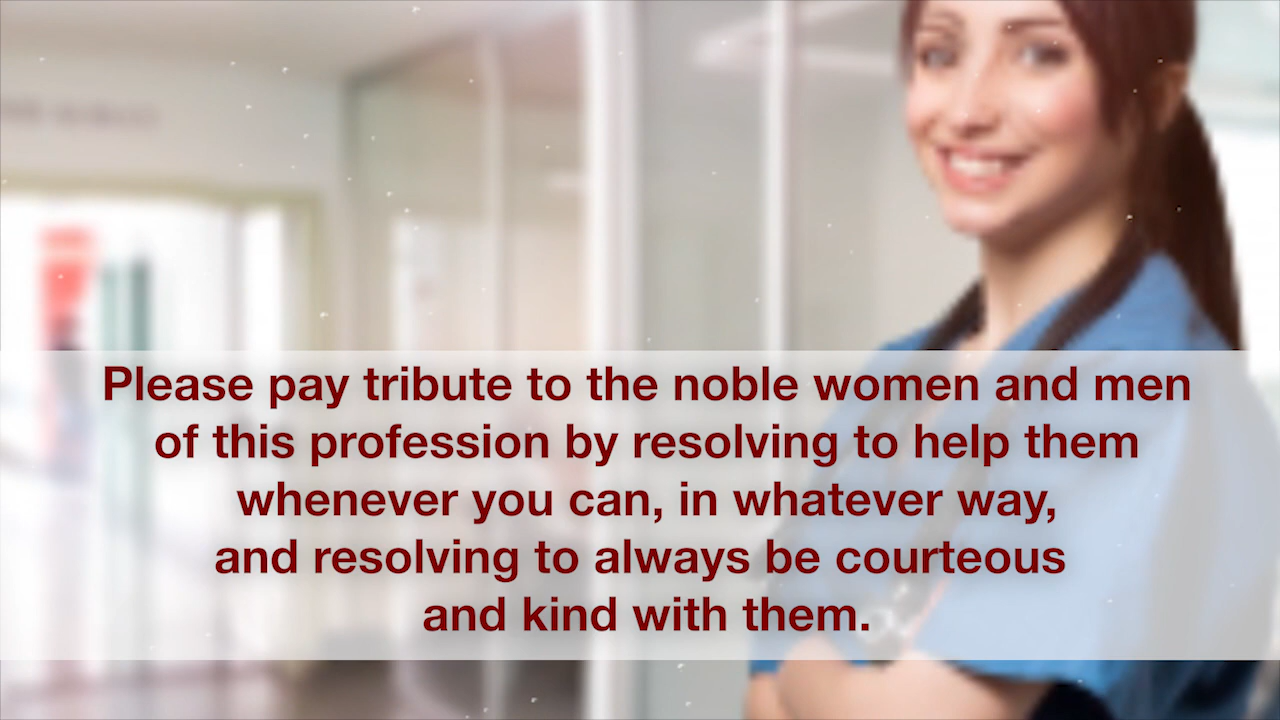 Please pay tribute to the noble women and men
of this profession by resolving to help them
whenever you can, in whatever way,
and resolving to always be courteous
and kind with them.